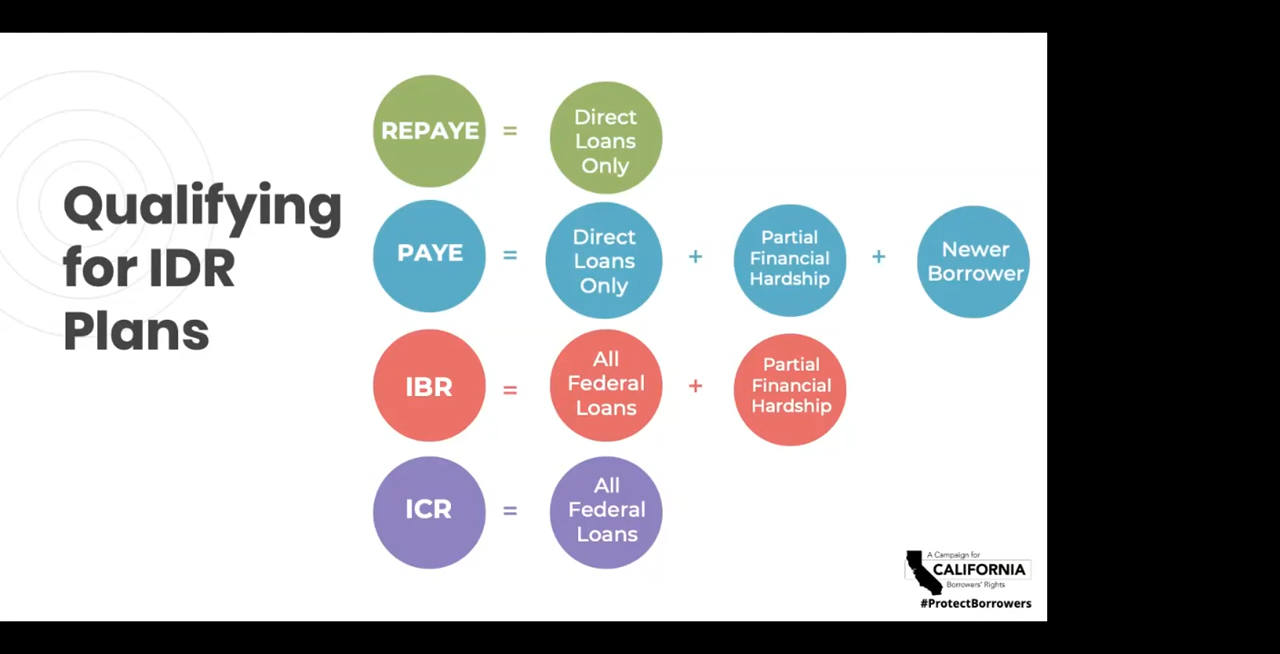 Qualifying
for IDR
Plans
REPAYE
=
Direct
Loans
Only
PAYE
=
Direct
Loans
Only
+
Partial
Financial
Hardship
+
Newer
Borrower
IBR
=
All
Federal
Loans
+
Partial
Financial
Hardship
ICR
=
All
Federal
Loans
A Campaign for
CALIFORNIA
Borrowers' Rights
#ProtectBorrowers